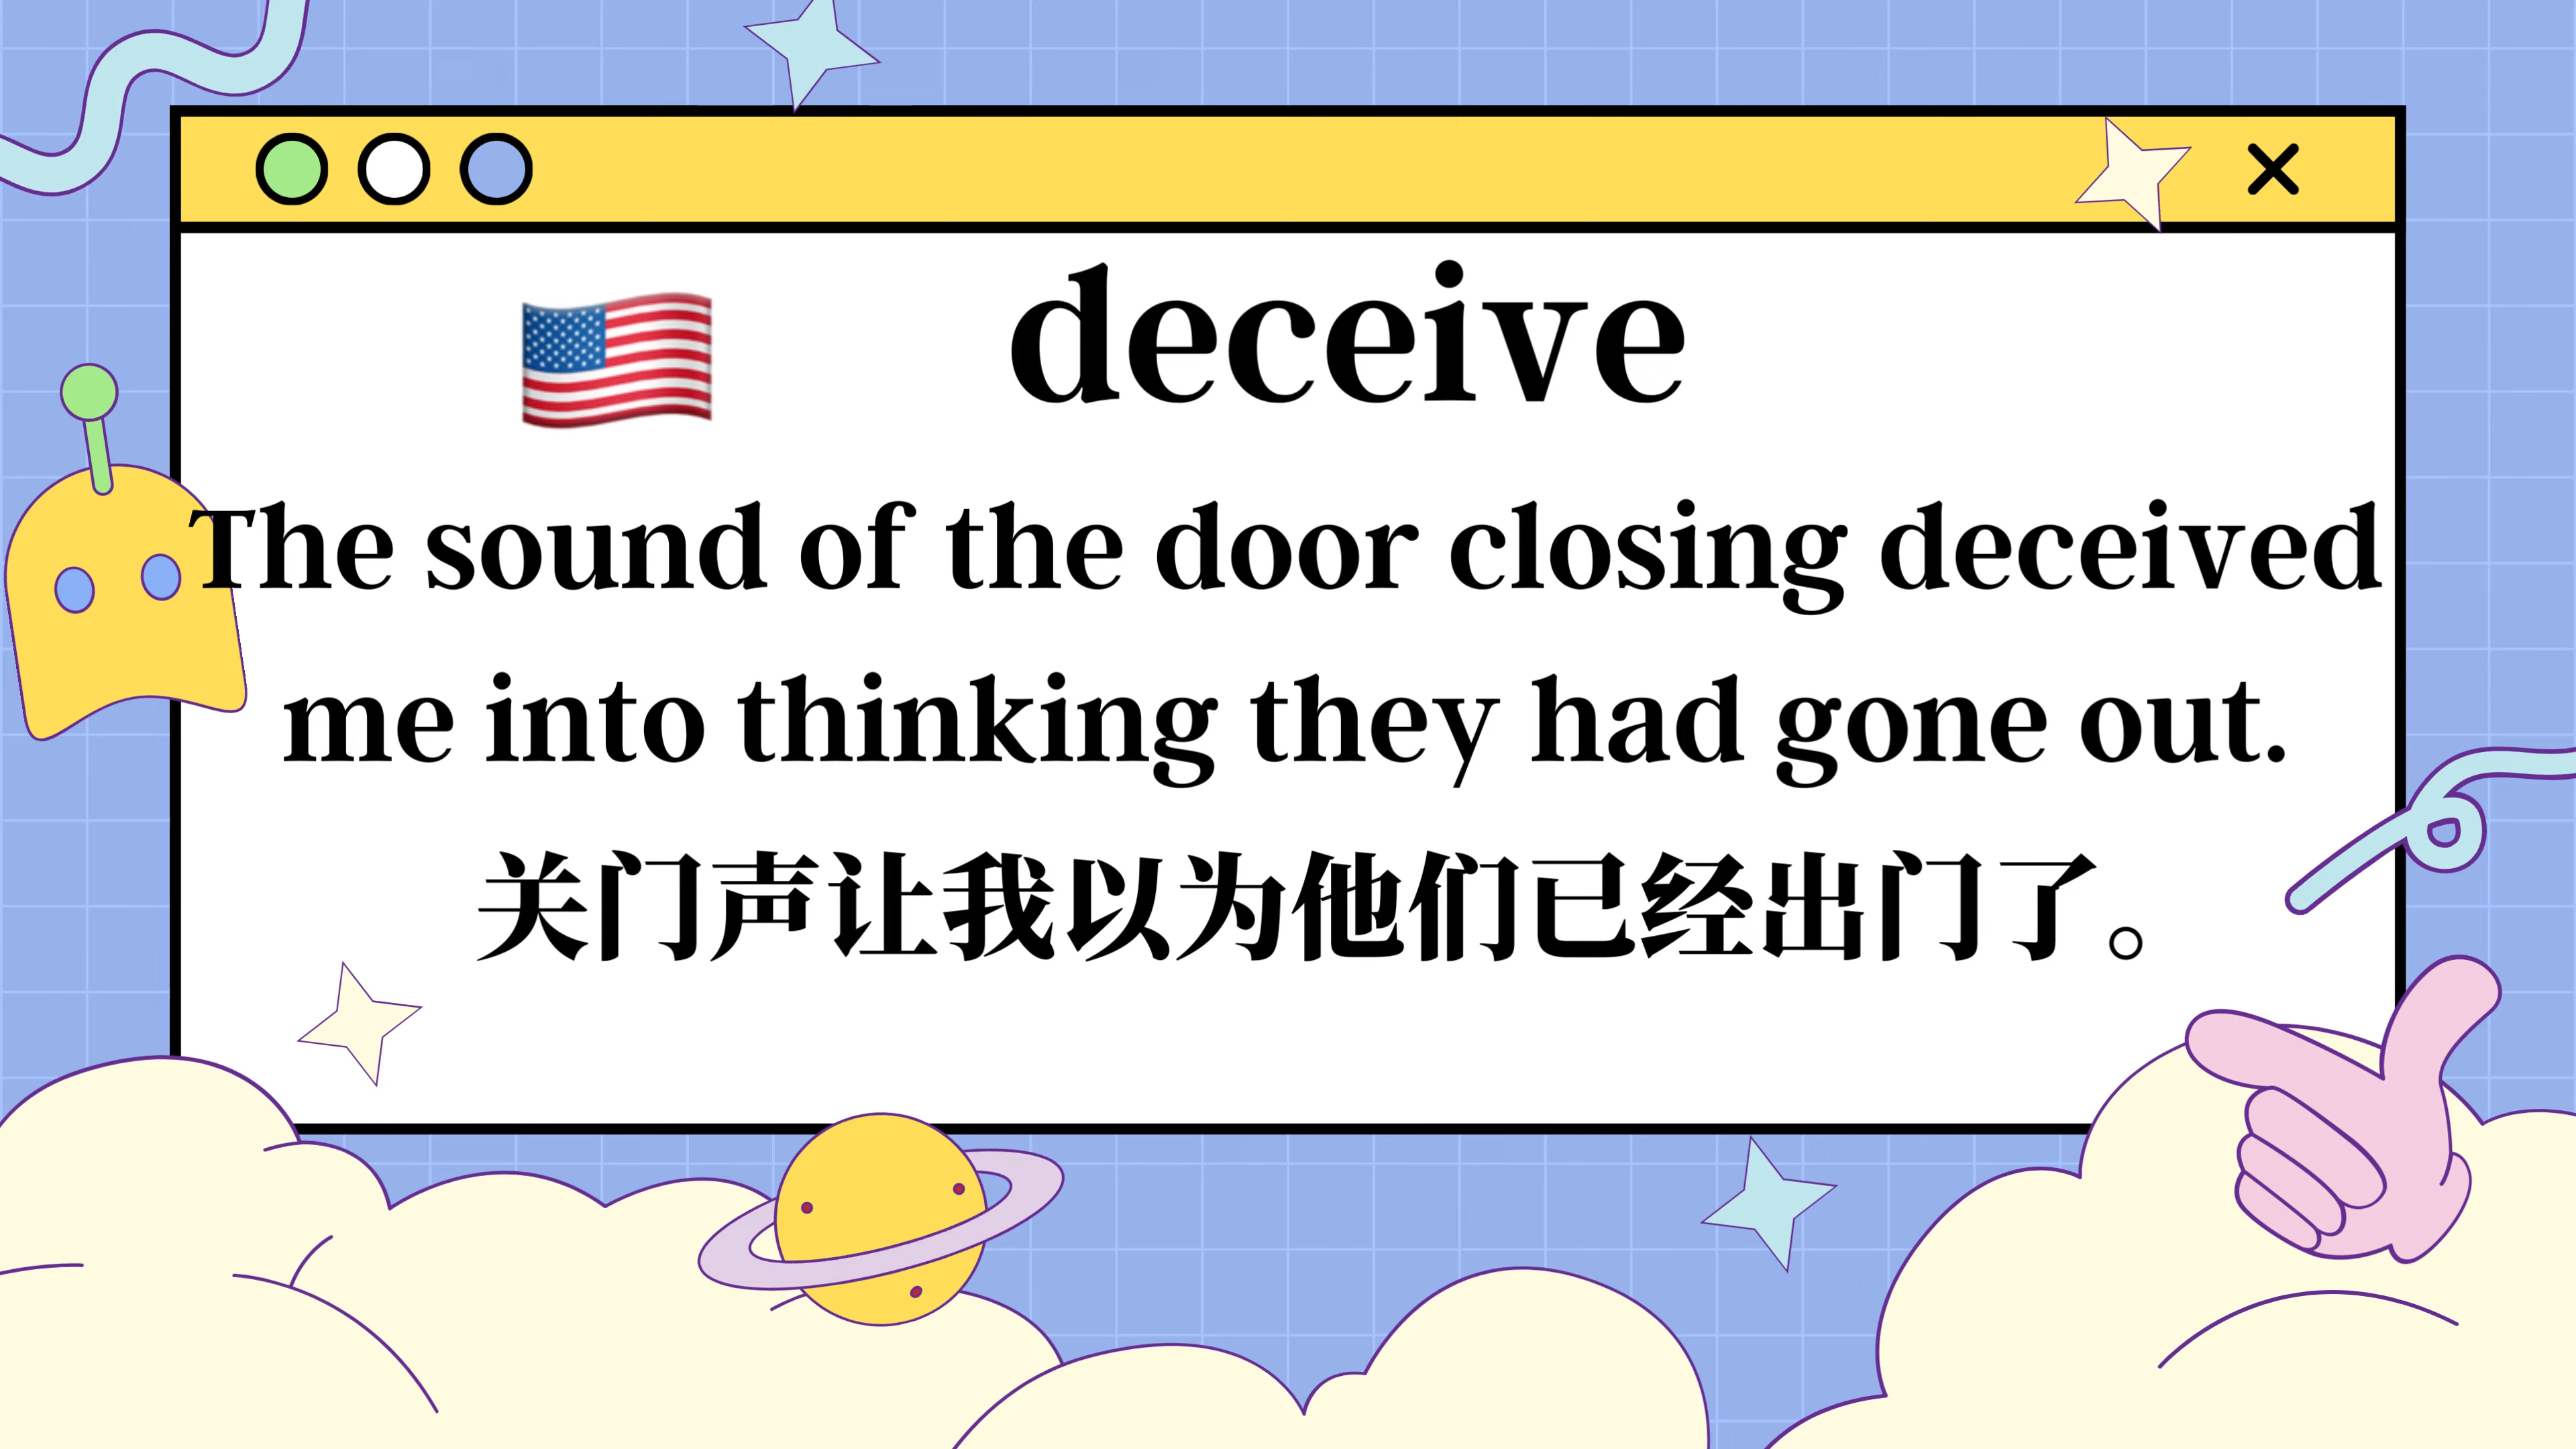 deceive
The sound of the door closing deceived
me into thinking they had gone out.
关门声让我以为他们已经出门了。